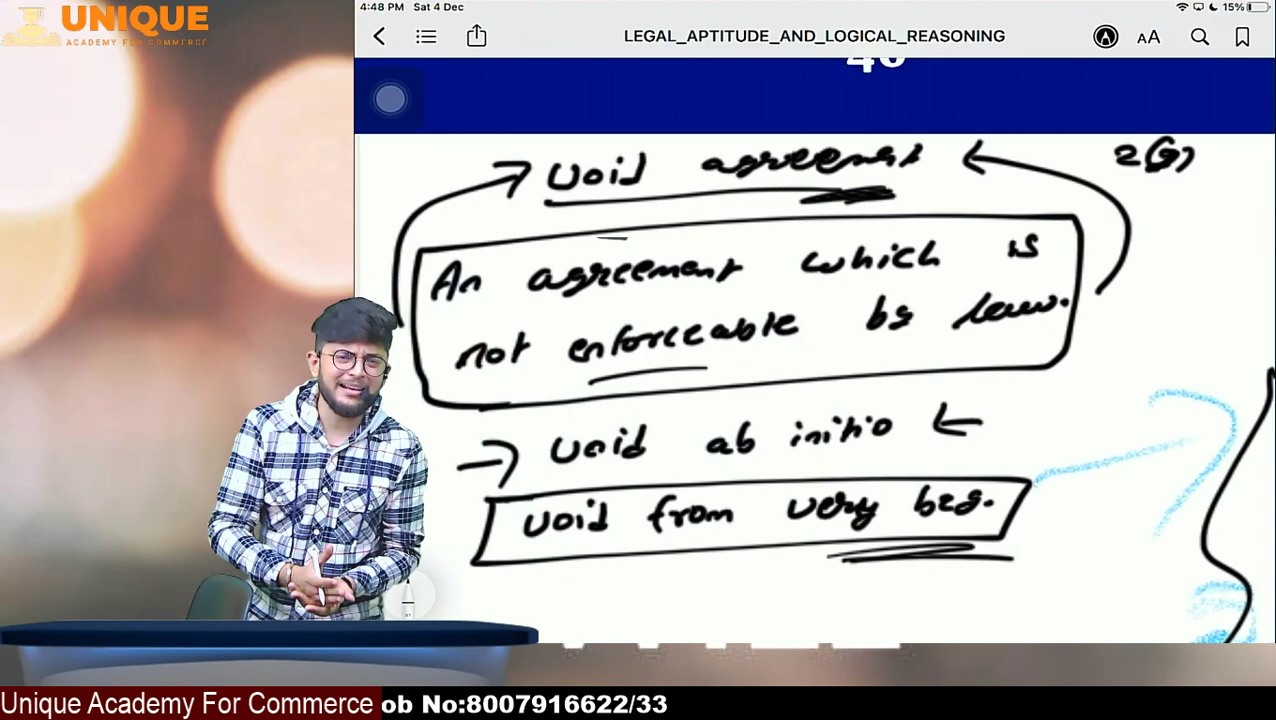 UNIQUE
ACADEMY FOR COMMERCE
4:48 PM Sat 4 Dec
15%
LEGAL_APTITUDE_AND_LOGICAL_REASONING
AA
46
Void agreement
2(G)
An agreement which is
not enforceable by law.
Void ab initio
Void from very beg.
Unique Academy For Commerce ob No:8007916622/33